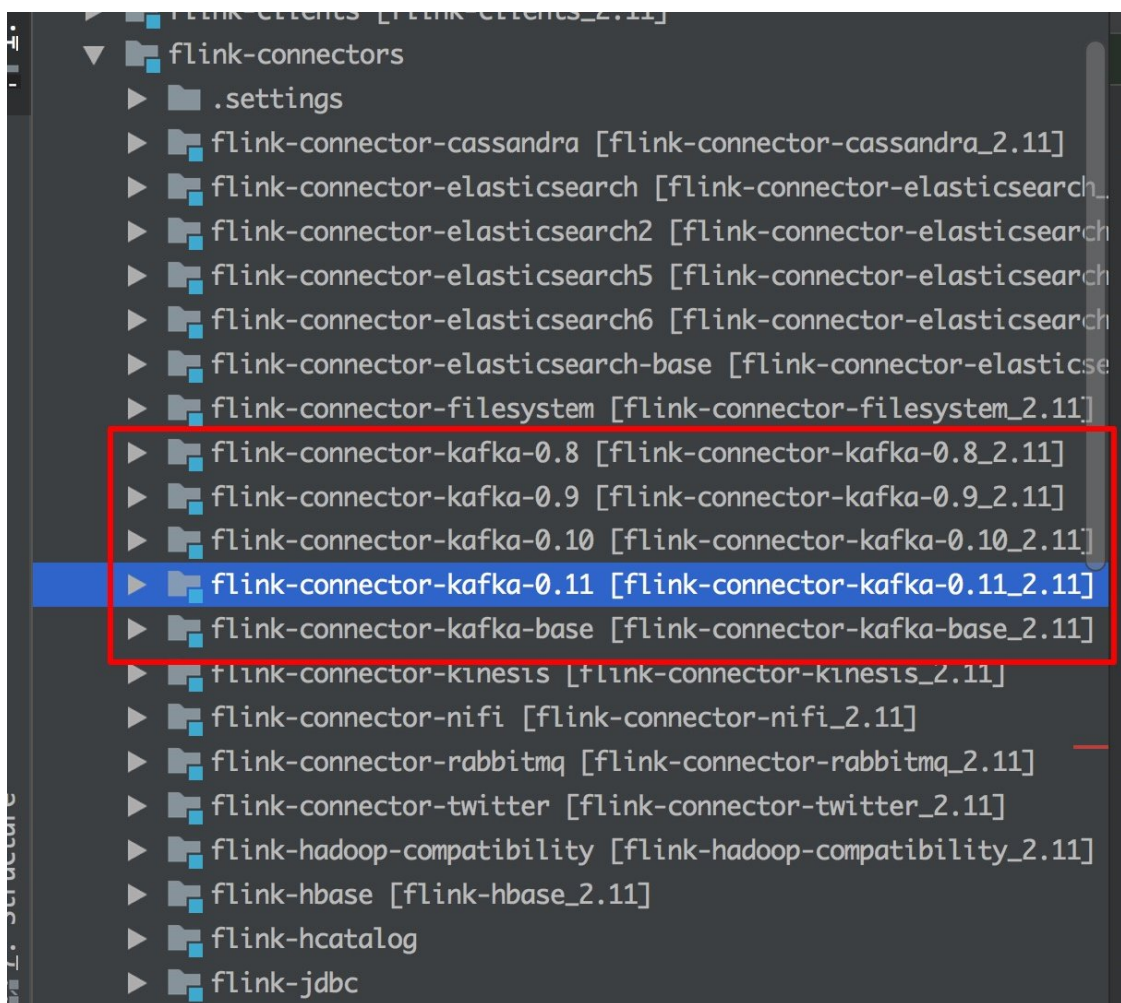 flink-clients [flink-clients_2.11]
flink-connectors
.settings
flink-connector-cassandra [flink-connector-cassandra_2.11]
flink-connector-elasticsearch [flink-connector-elasticsearch_
flink-connector-elasticsearch2 [flink-connector-elasticsearch
flink-connector-elasticsearch5 [flink-connector-elasticsearch
flink-connector-elasticsearch6 [flink-connector-elasticsearch
flink-connector-elasticsearch-base [flink-connector-elasticse
flink-connector-filesystem [flink-connector-filesystem_2.11]
flink-connector-kafka-0.8 [flink-connector-kafka-0.8_2.11]
flink-connector-kafka-0.9 [flink-connector-kafka-0.9_2.11]
flink-connector-kafka-0.10 [flink-connector-kafka-0.10_2.11]
flink-connector-kafka-0.11 [flink-connector-kafka-0.11_2.11]
flink-connector-kafka-base [flink-connector-kafka-base_2.11]
flink-connector-kinesis [flink-connector-kinesis_2.11]
flink-connector-nifi [flink-connector-nifi_2.11]
flink-connector-rabbitmq [flink-connector-rabbitmq_2.11]
flink-connector-twitter [flink-connector-twitter_2.11]
flink-hadoop-compatibility [flink-hadoop-compatibility_2.11]
flink-hbase [flink-hbase_2.11]
flink-hcatalog
flink-jdbc
Z: Structure